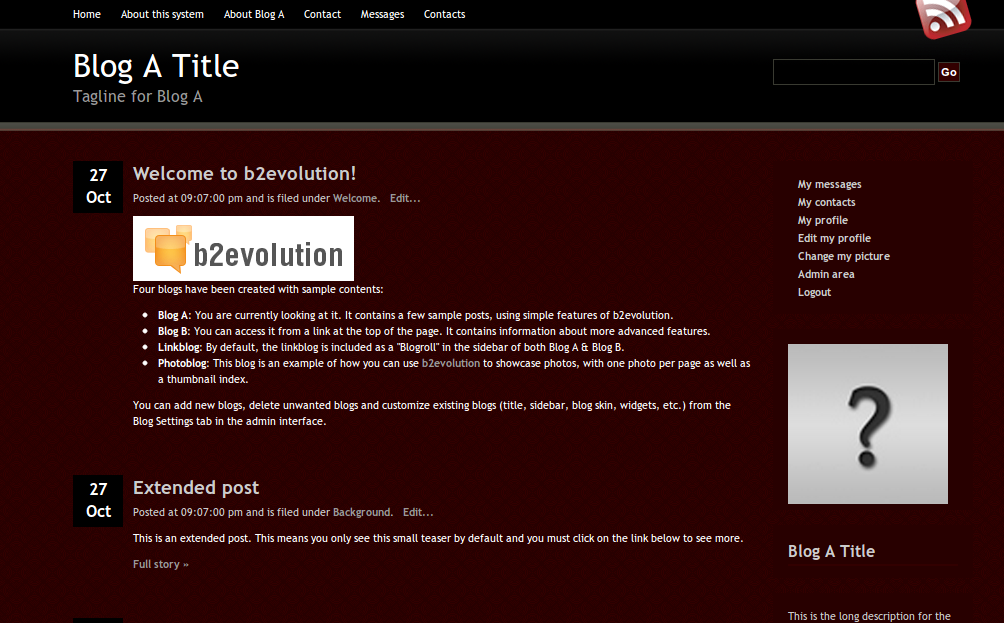 Home About this system About Blog A Contact Messages Contacts
Blog A Title
Tagline for Blog A
Go
27
Oct
Welcome to b2evolution!
Posted at 09:07:00 pm and is filed under Welcome. Edit...
b2evolution
Four blogs have been created with sample contents:
Blog A: You are currently looking at it. It contains a few sample posts, using simple features of b2evolution.
Blog B: You can access it from a link at the top of the page. It contains information about more advanced features.
Linkblog: By default, the linkblog is included as a "Blogroll" in the sidebar of both Blog A & Blog B.
Photoblog: This blog is an example of how you can use b2evolution to showcase photos, with one photo per page as well as
a thumbnail index.
You can add new blogs, delete unwanted blogs and customize existing blogs (title, sidebar, blog skin, widgets, etc.) from the
Blog Settings tab in the admin interface.
27
Oct
Extended post
Posted at 09:07:00 pm and is filed under Background. Edit...
This is an extended post. This means you only see this small teaser by default and you must click on the link below to see more.
Full story »
My messages
My contacts
My profile
Edit my profile
Change my picture
Admin area
Logout
?
Blog A Title
This is the long description for the